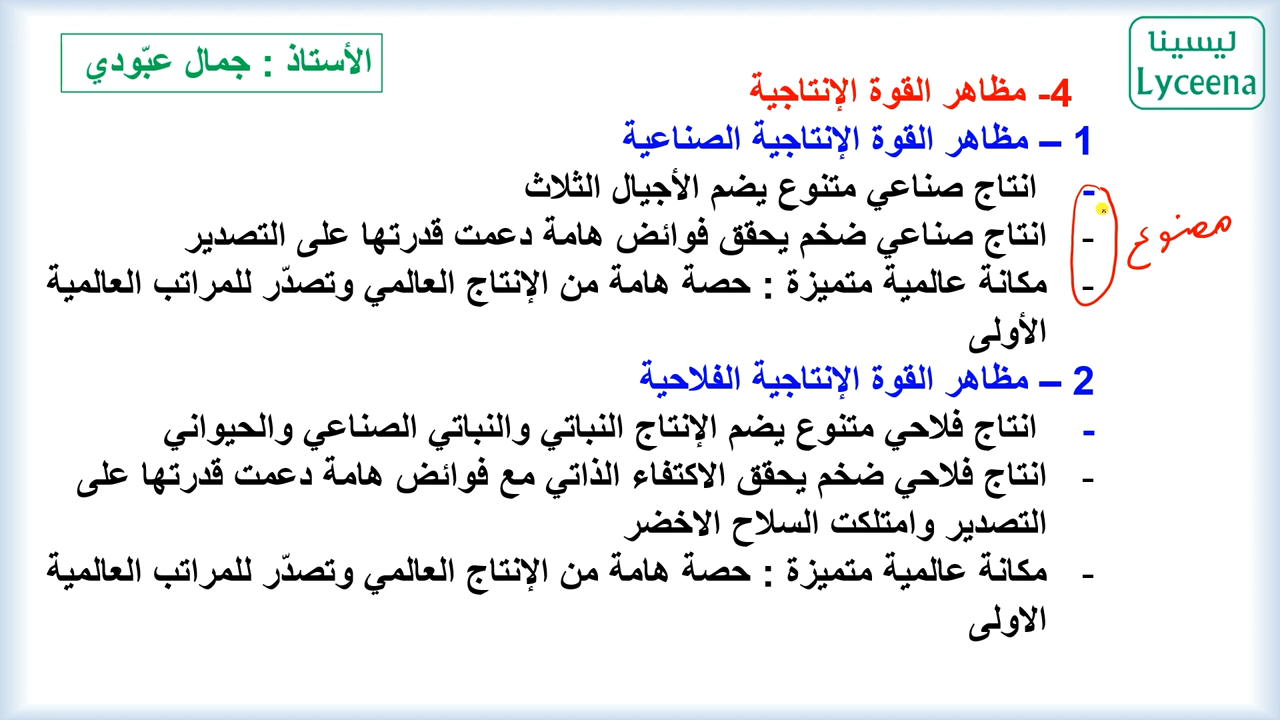 ليسينا
Lyceena
الأستاذ : جمال عبّودي
4- مظاهر القوة الإنتاجية
1 – مظاهر القوة الإنتاجية الصناعية
- انتاج صناعي متنوع يضم الأجيال الثلاث
- انتاج صناعي ضخم يحقق فوائض هامة دعمت قدرتها على التصدير
مصنوع
- مكانة عالمية متميزة : حصة هامة من الإنتاج العالمي وتصدّر للمراتب العالمية
الأولى
2 – مظاهر القوة الإنتاجية الفلاحية
- انتاج فلاحي متنوع يضم الإنتاج النباتي والنباتي الصناعي والحيواني
- انتاج فلاحي ضخم يحقق الاكتفاء الذاتي مع فوائض هامة دعمت قدرتها على
التصدير وامتلكت السلاح الاخضر
- مكانة عالمية متميزة : حصة هامة من الإنتاج العالمي وتصدّر للمراتب العالمية
الاولى